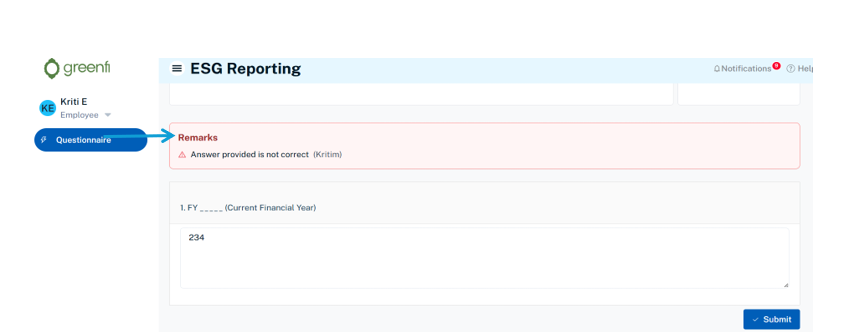 greenfi
ESG Reporting
Notifications
Help
Kriti E
KE
Employee
Questionnaire
Remarks
Answer provided is not correct (Kritim)
1. FY _____ (Current Financial Year)
234
Submit